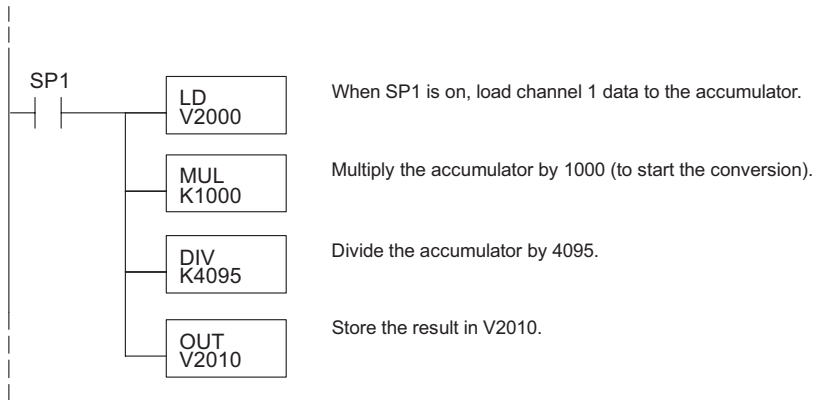 SP1
LD
V2000
When SP1 is on, load channel 1 data to the accumulator.
MUL
K1000
Multiply the accumulator by 1000 (to start the conversion).
DIV
K4095
Divide the accumulator by 4095.
OUT
V2010
Store the result in V2010.